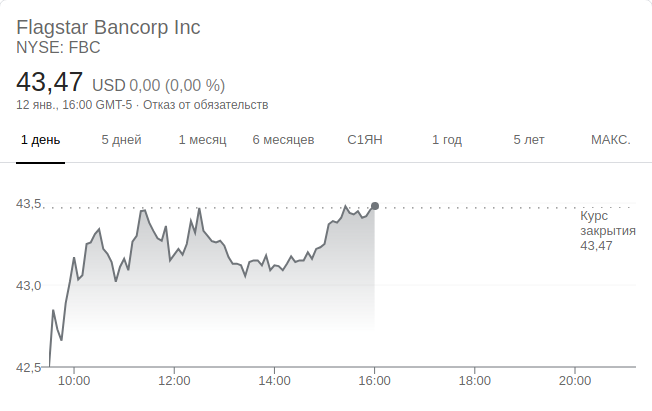 Flagstar Bancorp Inc
NYSE: FBC
43,47 USD 0,00 (0,00 %)
12 янв., 16:00 GMT-5 · Отказ от обязательств
1 день 5 дней 1 месяц 6 месяцев С1ЯН 1 год 5 лет МАКС.
43,5
Курс
закрытия
43,47
43,0
42,5
10:00 12:00 14:00 16:00 18:00 20:00